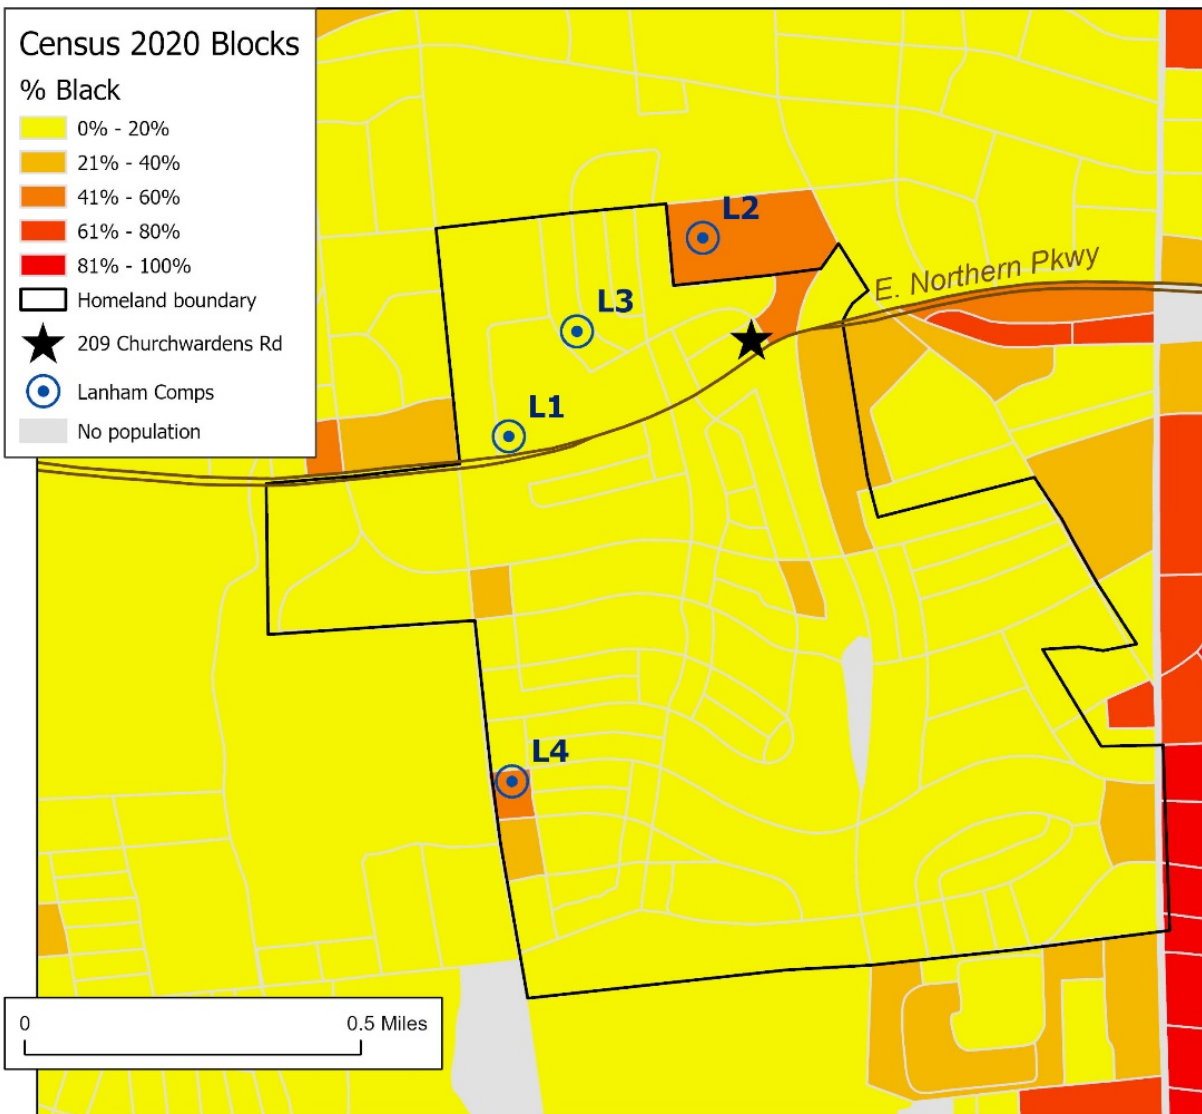 Census 2020 Blocks
% Black
0% - 20%
21% - 40%
41% - 60%
61% - 80%
81% - 100%
Homeland boundary
209 Churchwardens Rd
Lanham Comps
No population
L2
E. Northern Pkwy
L3
L1
L4
0 0.5 Miles